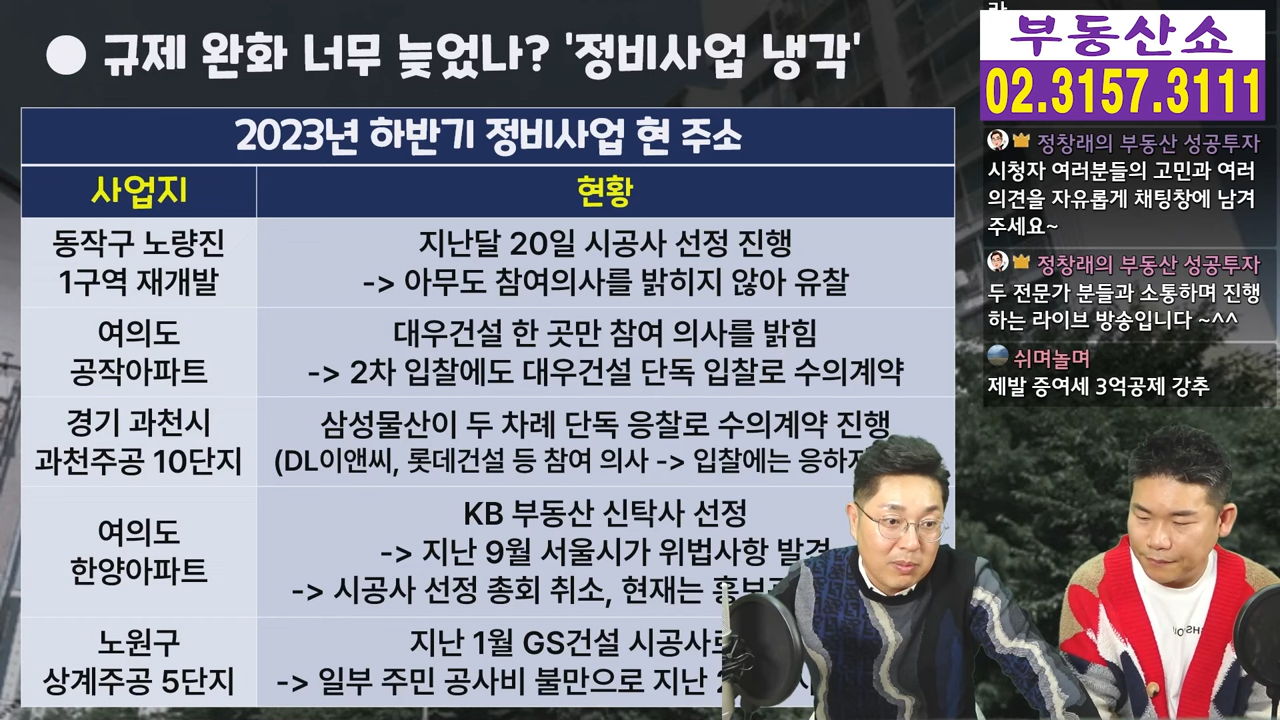 ● 규제 완화 너무 늦었나? '정비사업 냉각'
2023년 하반기 정비사업 현 주소
사업지
현황
동작구 노량진
1구역 재개발
지난달 20일 시공사 선정 진행
-> 아무도 참여의사를 밝히지 않아 유찰
여의도
공작아파트
대우건설 한 곳만 참여 의사를 밝힘
-> 2차 입찰에도 대우건설 단독 입찰로 수의계약
경기 과천시
과천주공 10단지
삼성물산이 두 차례 단독 응찰로 수의계약 진행
(DL이앤씨, 롯데건설 등 참여 의사 -> 입찰에는 응하지
여의도
한양아파트
KB 부동산 신탁사 선정
-> 지난 9월 서울시가 위법사항 발견
-> 시공사 선정 총회 취소, 현재는
노원구
상계주공 5단지
지난 1월 GS건설 시공사로
-> 일부 주민 공사비 불만으로 지난
부동산쇼
02.3157.3111
정창래의 부동산 성공투자
시청자 여러분들의 고민과 여러
의견을 자유롭게 채팅창에 남겨
주세요~
정창래의 부동산 성공투자
두 전문가 분들과 소통하며 진행
하는 라이브 방송입니다 ~^^
쉬며놀며
제발 증여세 3억공제 강추